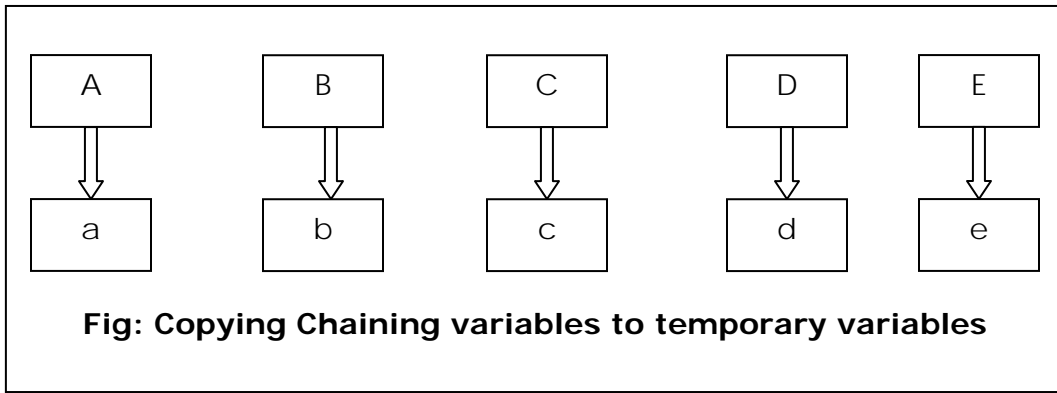 A B C D E
a b c d e
Fig: Copying Chaining variables to temporary variables